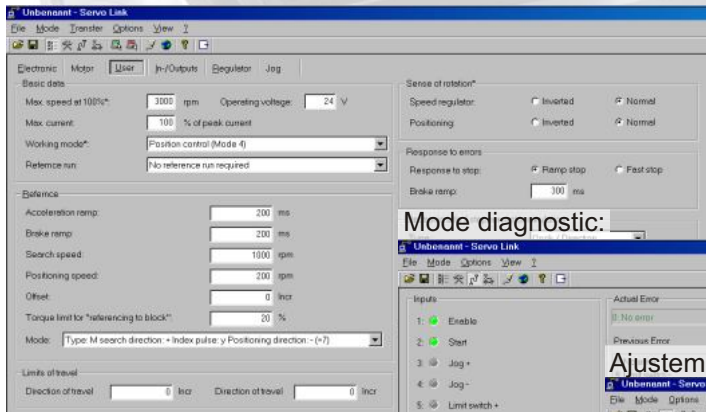 Unbenannt - Servo Link
File Mode Transfer Options View ?
Electronic Motor User In-/Outputs Regulator Jog
Basic data
Max. speed at 100%*: 3000 rpm Operating voltage: 24 V
Max. current: 100 % of peak current
Working mode*: Position control (Mode 4)
Refernce run: No reference run required
Refernce
Acceleration ramp: 200 ms
Brake ramp: 200 ms
Search speed: 1000 rpm
Positioning speed: 200 rpm
Offset: 0 Incr
Torque limit for "referencing to block": 20 %
Mode: Type: M search direction: + Index pulse: y Positioning direction: - (=7)
Limits of travel
Direction of travel 0 Incr Direction of travel 0 Incr
Sense of rotation*
Speed regulator: Inverted Normal
Positioning: Inverted Normal
Response to errors
Response to stop: Ramp stop Fast stop
Brake ramp: 300 ms
Mode diagnostic:
Unbenannt - Servo Link
File Mode Options View ?
Inputs
1: Enable
2: Start
3: Jog +
4: Jog -
5: Limit switch +
Actual Error
0: No error
Previous Error
Ajustem
Unbenannt - Servo
File Mode Options